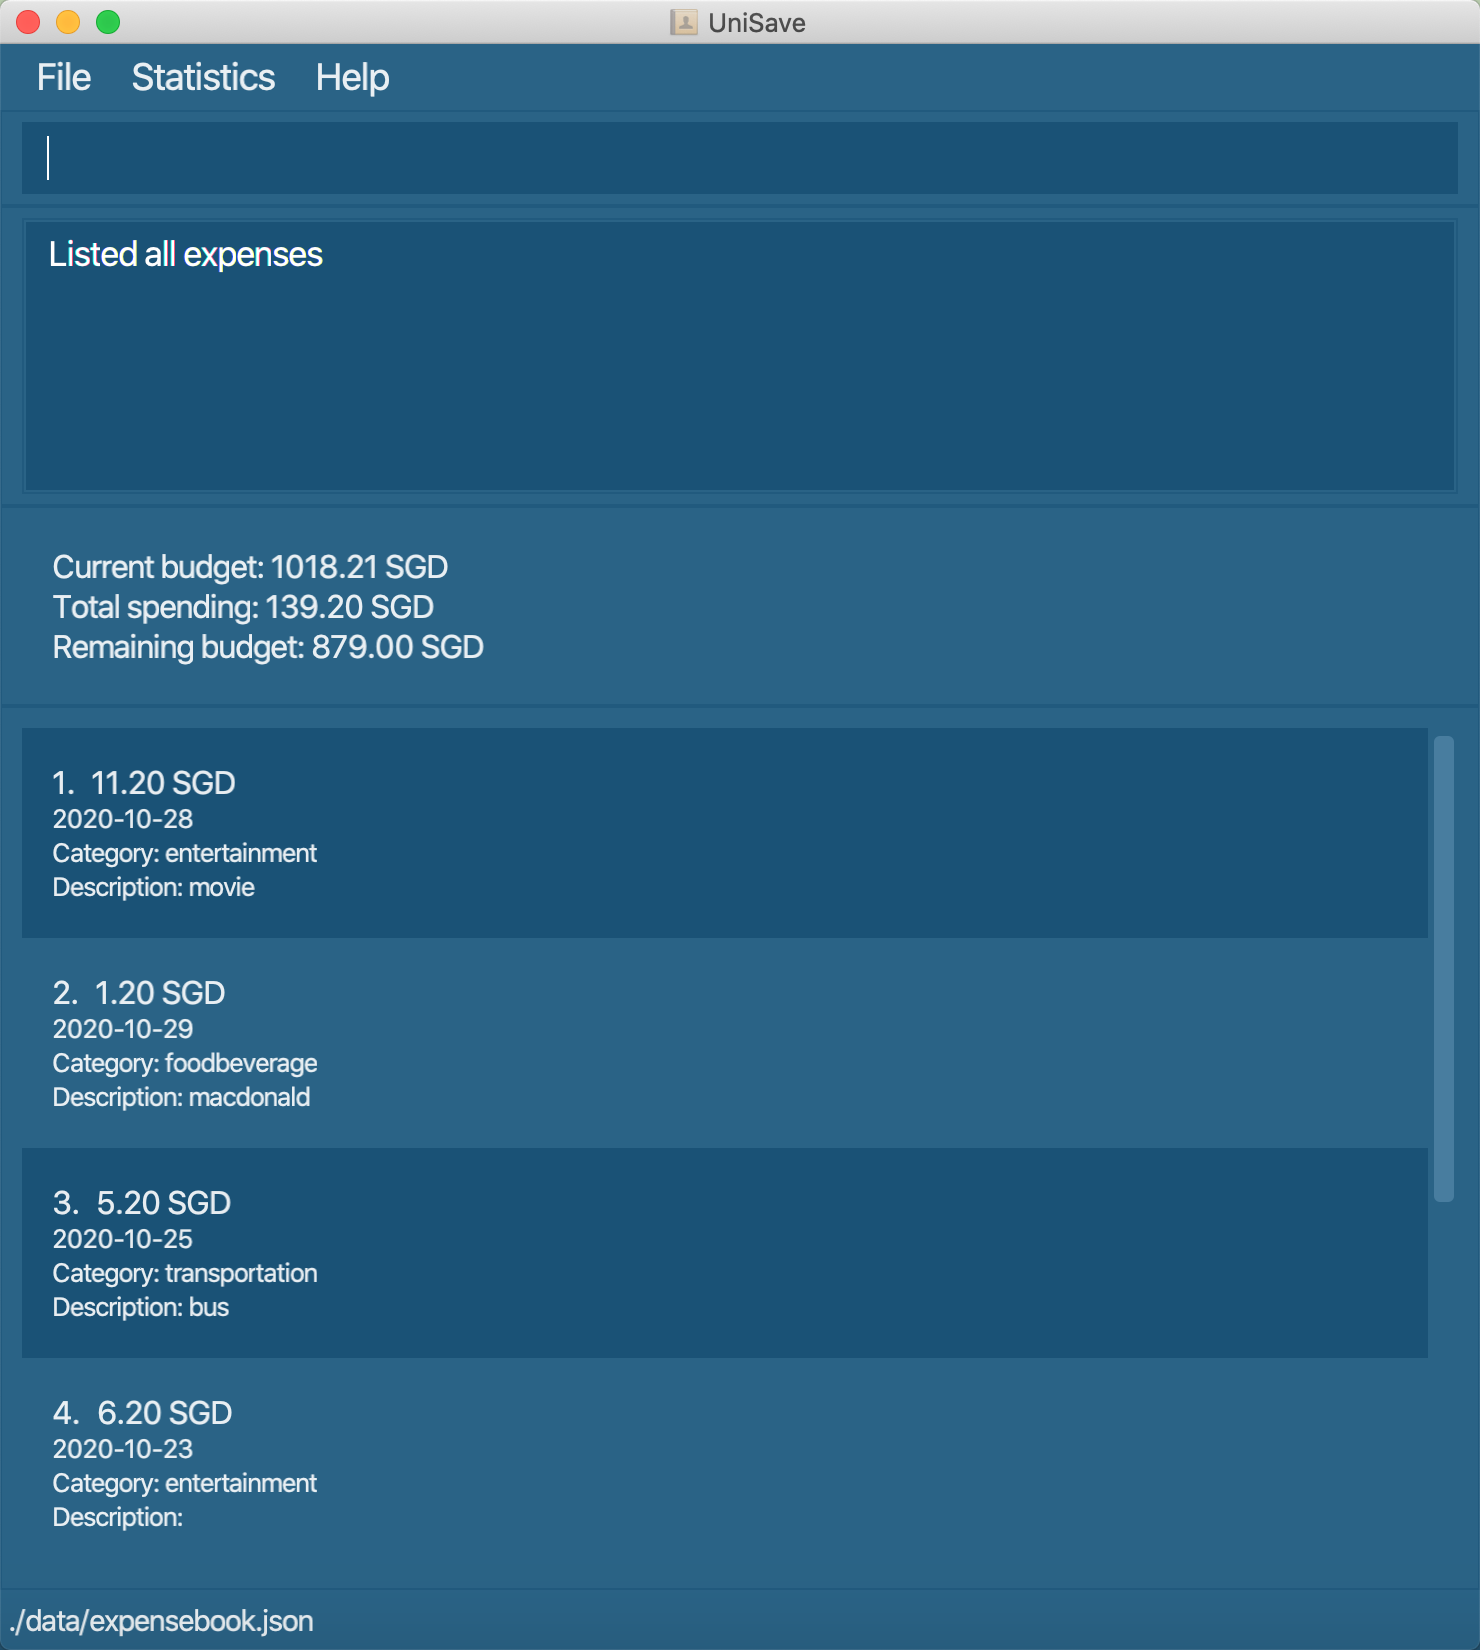 UniSave
File Statistics Help
Listed all expenses
Current budget: 1018.21 SGD
Total spending: 139.20 SGD
Remaining budget: 879.00 SGD
1. 11.20 SGD
2020-10-28
Category: entertainment
Description: movie
2. 1.20 SGD
2020-10-29
Category: foodbeverage
Description: macdonald
3. 5.20 SGD
2020-10-25
Category: transportation
Description: bus
4. 6.20 SGD
2020-10-23
Category: entertainment
Description:
./data/expensebook.json